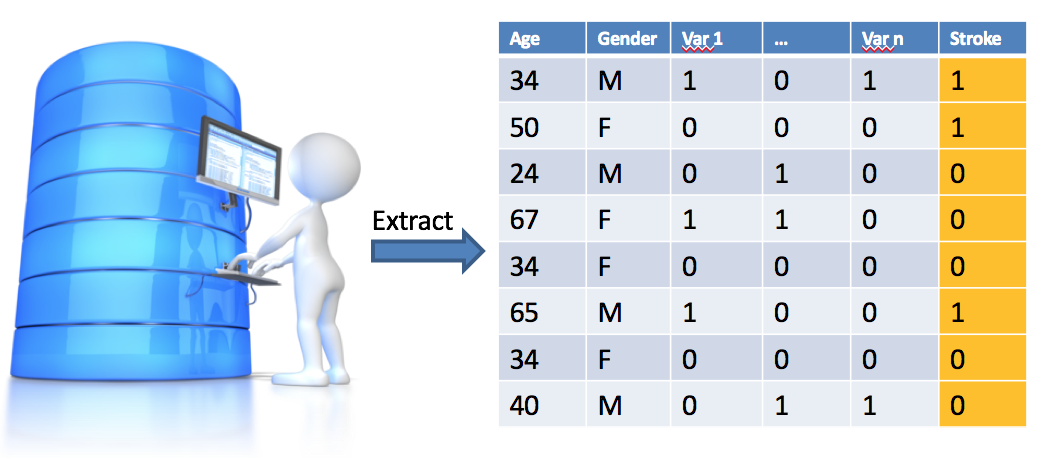 Extract
Age Gender Var 1 ... Var n Stroke
34 M 1 0 1 1
50 F 0 0 0 1
24 M 0 1 0 0
67 F 1 1 0 0
34 F 0 0 0 0
65 M 1 0 0 1
34 F 0 0 0 0
40 M 0 1 1 0